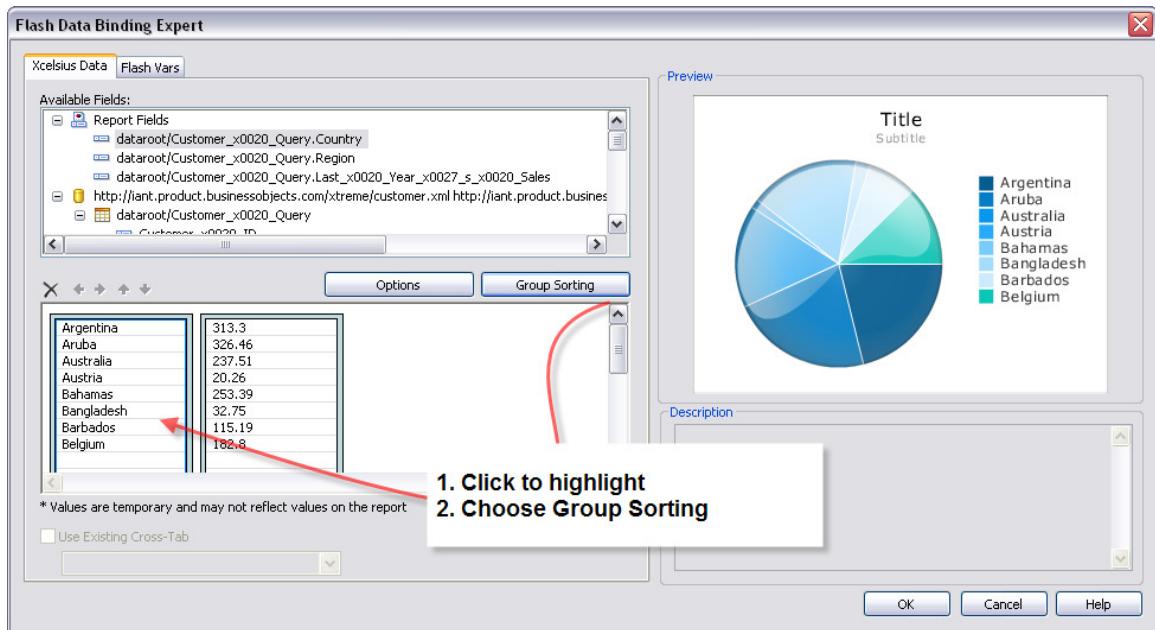 Flash Data Binding Expert
Xcelsius Data
Flash Vars
Available Fields:
Report Fields
dataroot/Customer_x0020_Query.Country
dataroot/Customer_x0020_Query.Region
dataroot/Customer_x0020_Query.Last_x0020_Year_x0027_s_x0020_Sales
http://iant.product.businessobjects.com/xtreme/customer.xml http://iant.product.busines
dataroot/Customer_x0020_Query
Customer_x0020_ID
Options
Group Sorting
Argentina 313.3
Aruba 326.46
Australia 237.51
Austria 20.26
Bahamas 253.39
Bangladesh 32.75
Barbados 115.19
Belgium 182.8
1. Click to highlight
2. Choose Group Sorting
* Values are temporary and may not reflect values on the report
Use Existing Cross-Tab
Preview
Title
Subtitle
Argentina
Aruba
Australia
Austria
Bahamas
Bangladesh
Barbados
Belgium
Description
OK
Cancel
Help